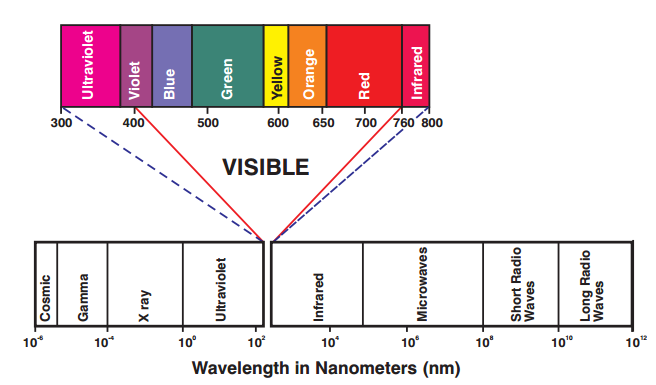 Ultraviolet
Violet
Blue
Green
Yellow
Orange
Red
Infrared
300 400 500 600 650 700 760 800
VISIBLE
Cosmic
Gamma
X ray
Ultraviolet
Infrared
Microwaves
Short Radio
Waves
Long Radio
Waves
10⁻⁶ 10⁻⁴ 10⁰ 10² 10⁴ 10⁶ 10⁸ 10¹⁰ 10¹²
Wavelength in Nanometers (nm)